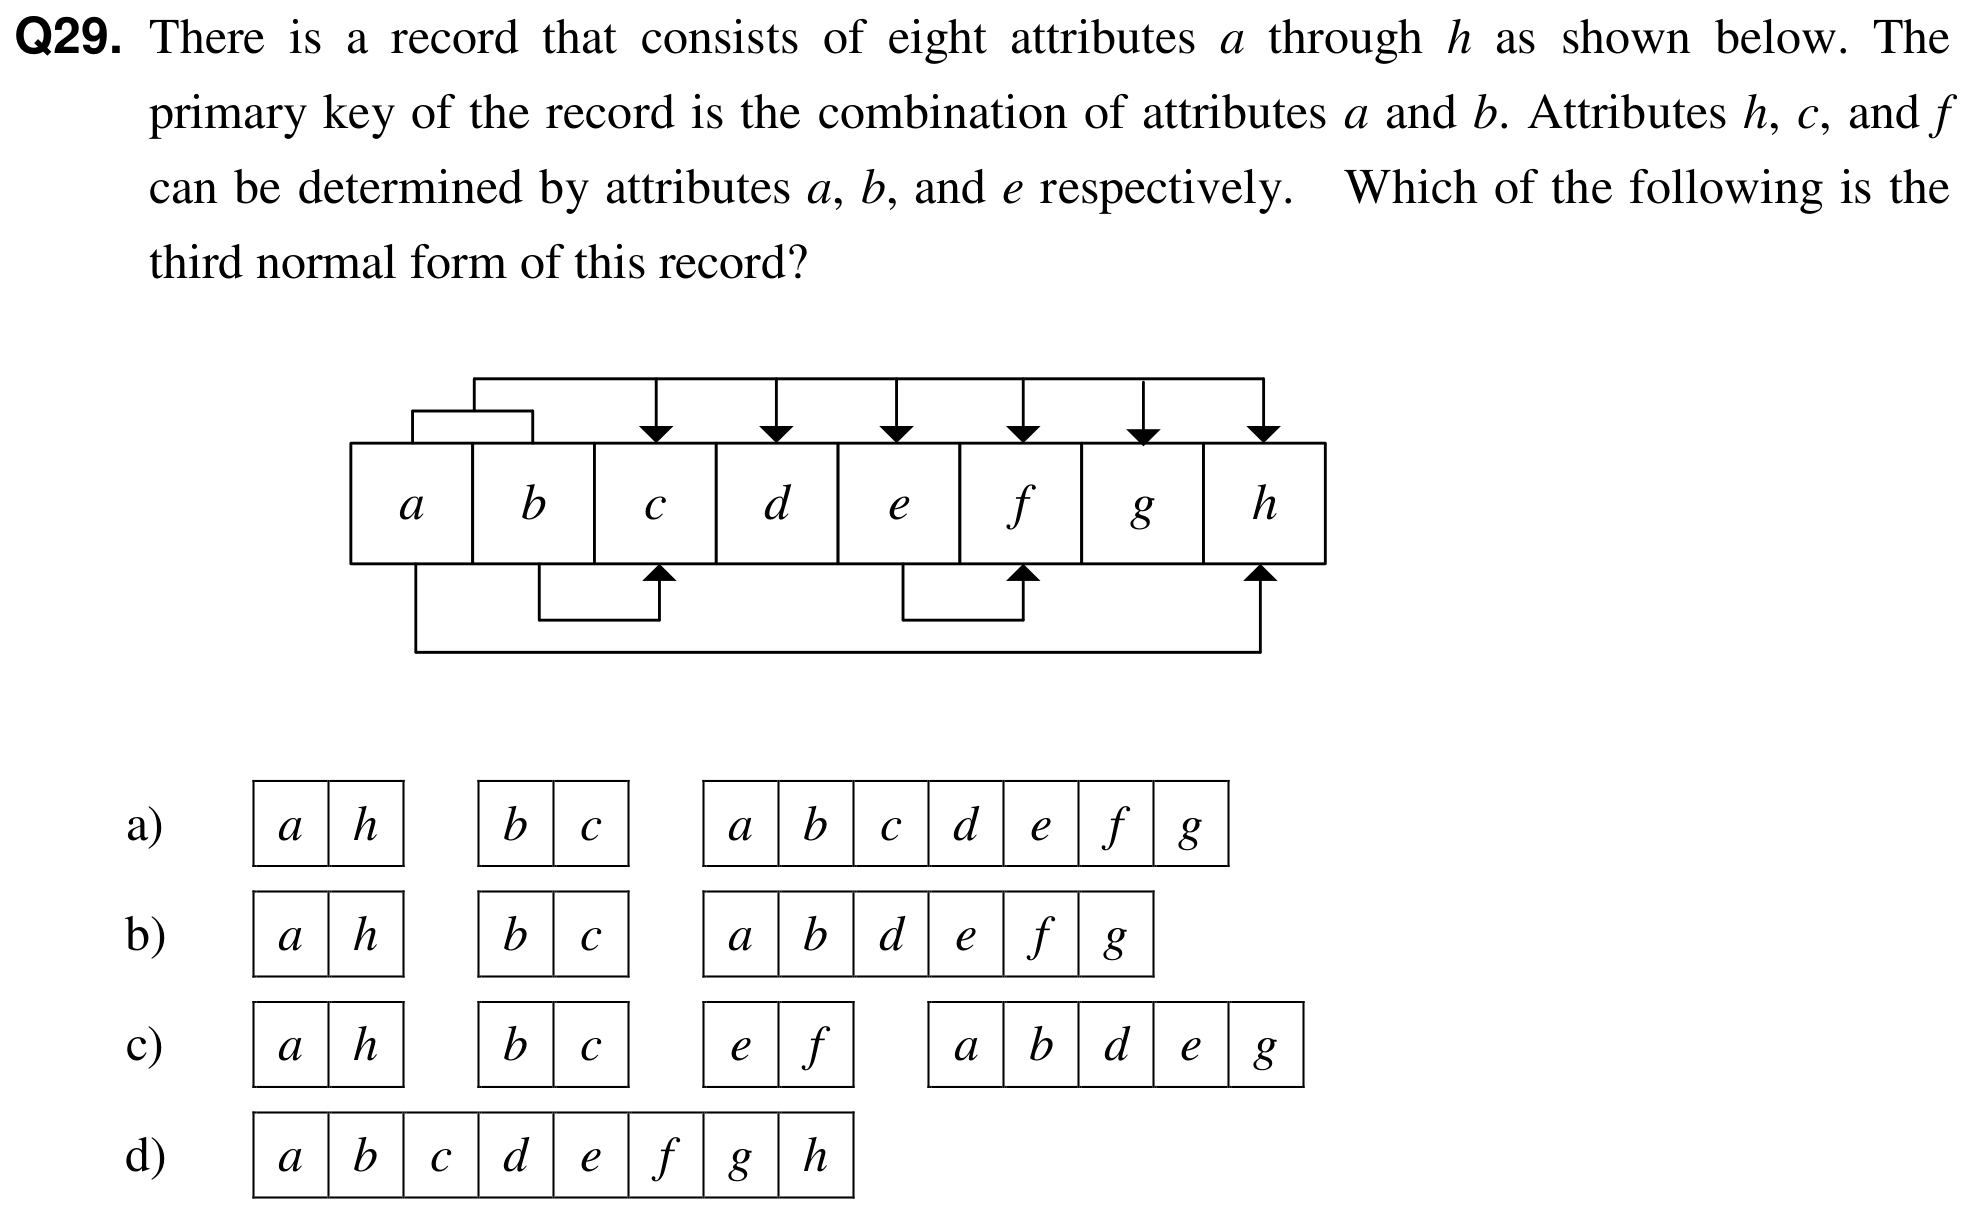 Q29. There is a record that consists of eight attributes a through h as shown below. The
primary key of the record is the combination of attributes a and b. Attributes h, c, and f
can be determined by attributes a, b, and e respectively. Which of the following is the
third normal form of this record?
a b c d e f g h
a) a h b c a b c d e f g
b) a h b c a b d e f g
c) a h b c e f a b d e g
d) a b c d e f g h